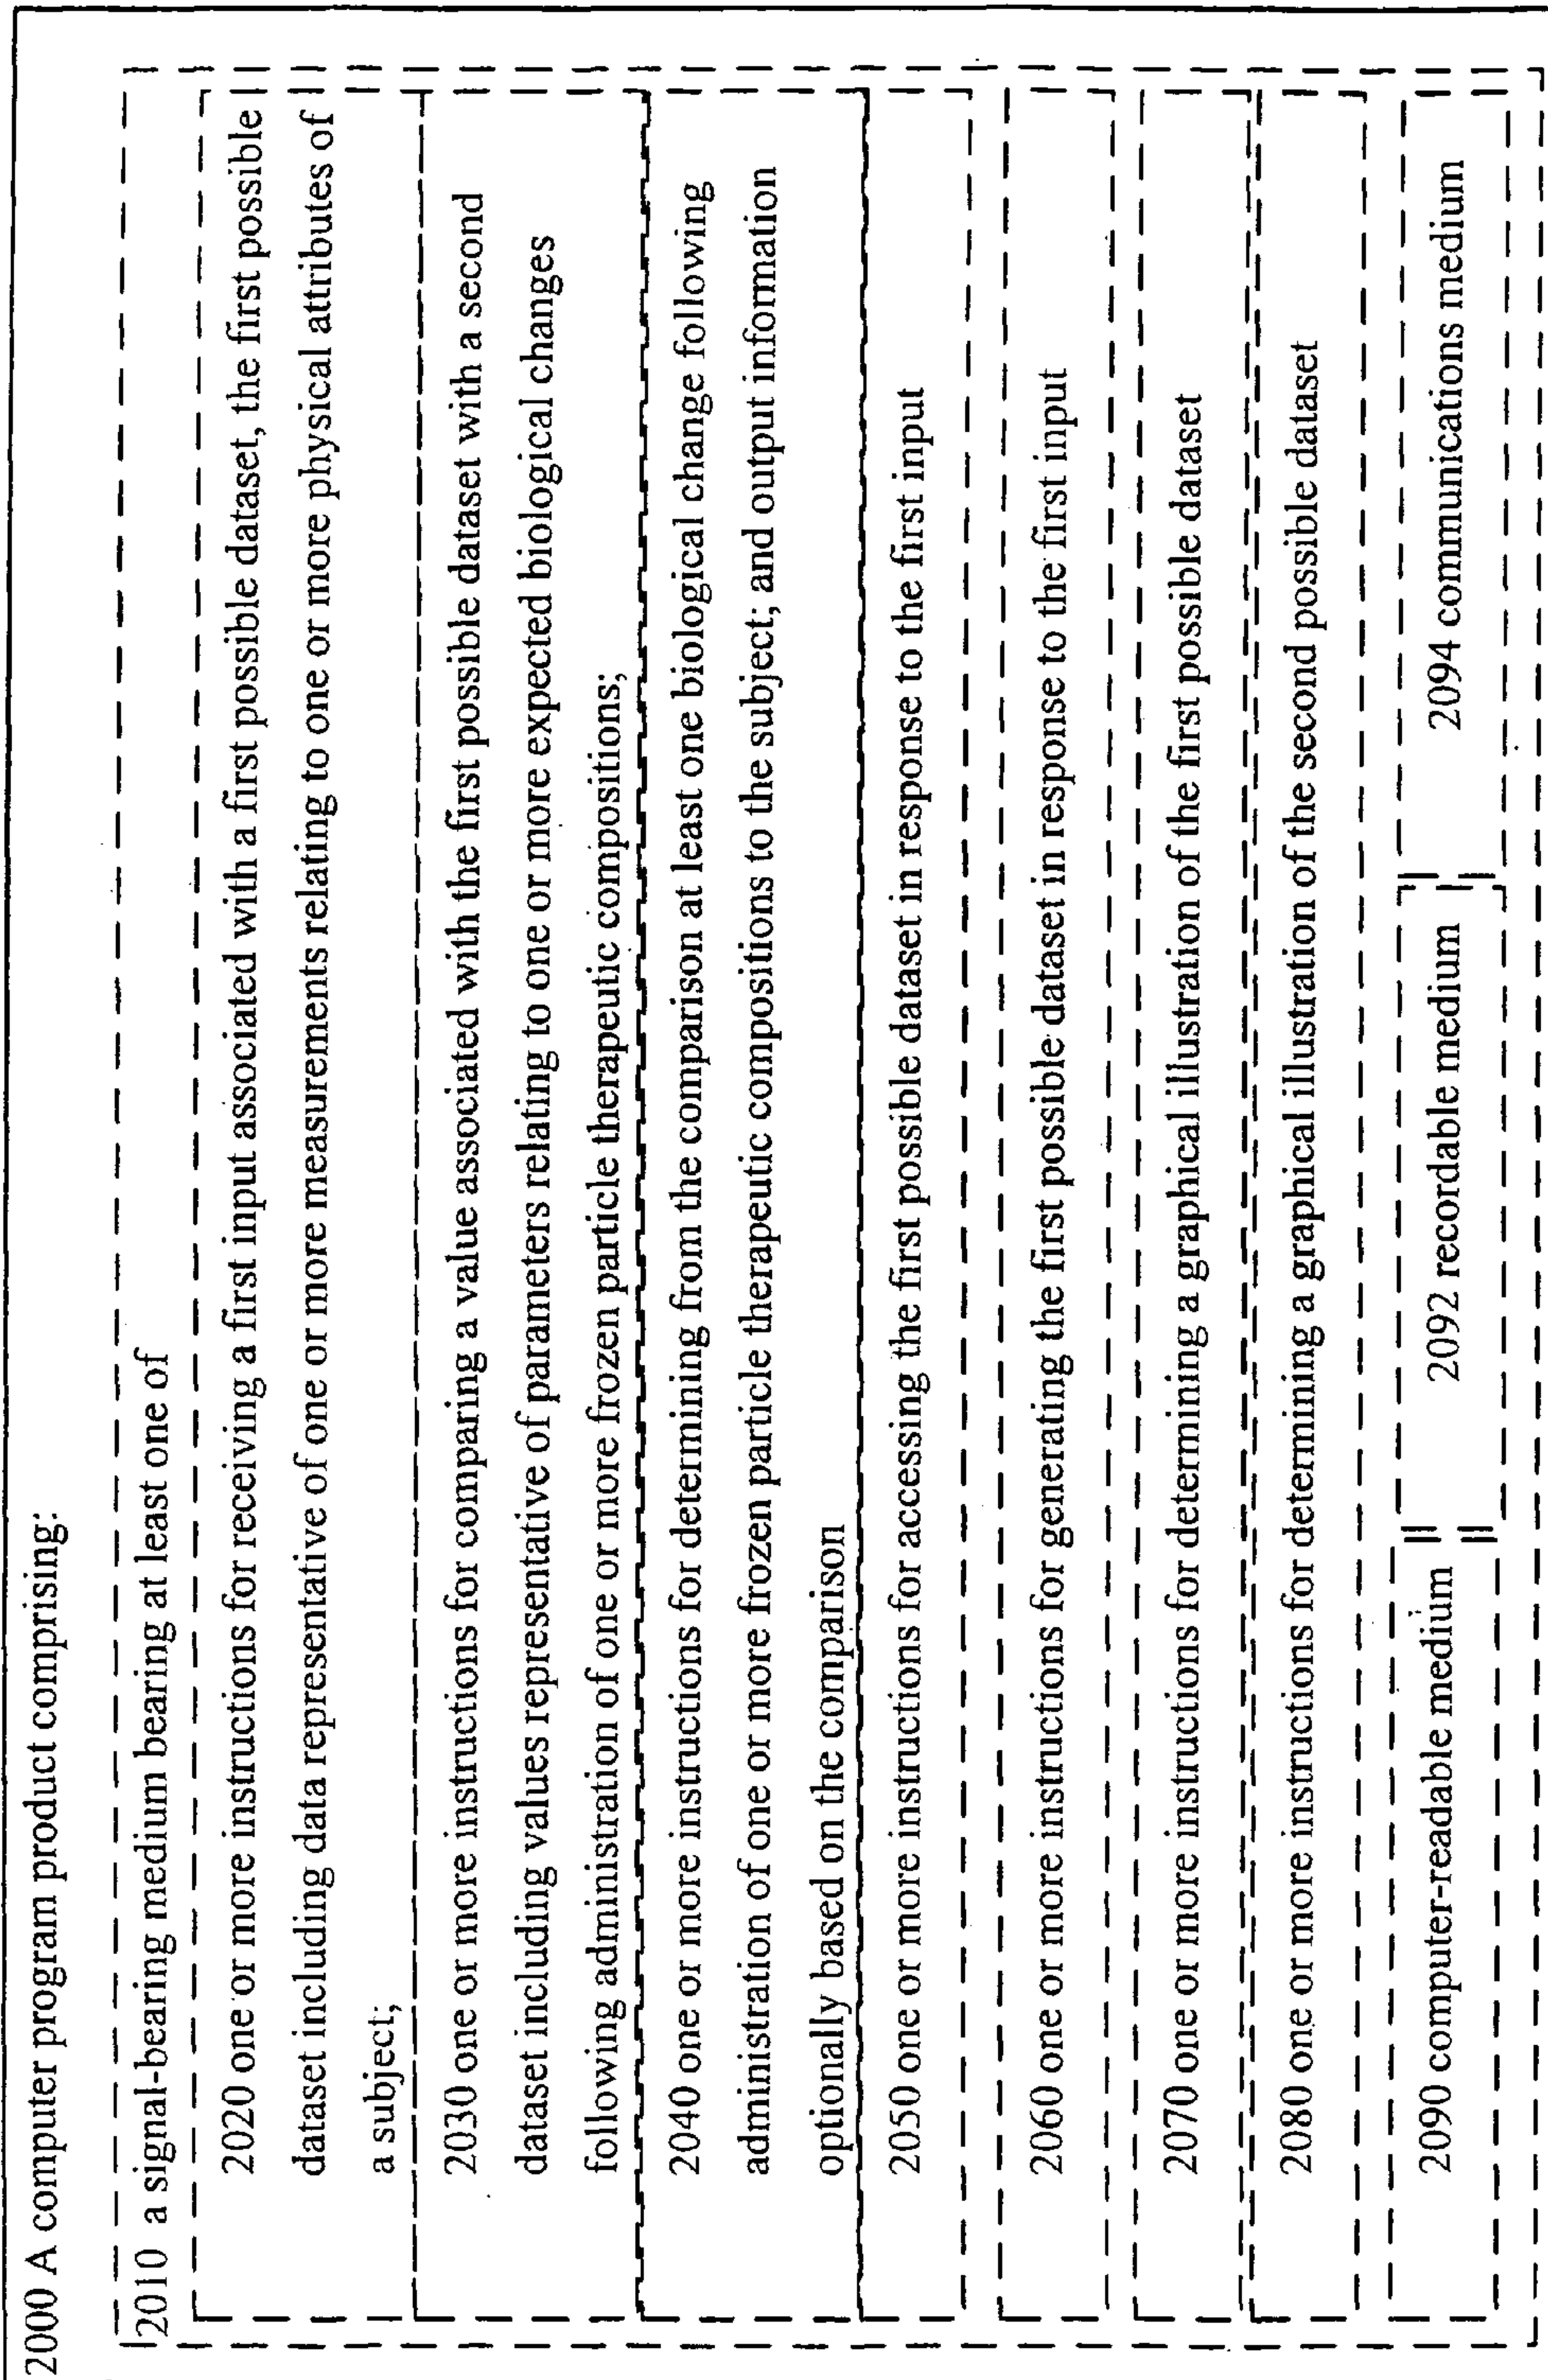 2000 A computer program product comprising:
2010 a signal-bearing medium bearing at least one of
2020 one or more instructions for receiving a first input associated with a first possible dataset, the first possible
dataset including data representative of one or more measurements relating to one or more physical attributes of
a subject;
2030 one or more instructions for comparing a value associated with the first possible dataset with a second
dataset including values representative of parameters relating to one or more expected biological changes
following administration of one or more frozen particle therapeutic compositions;
2040 one or more instructions for determining from the comparison at least one biological change following
administration of one or more frozen particle therapeutic compositions to the subject; and output information
optionally based on the comparison
2050 one or more instructions for accessing the first possible dataset in response to the first input
2060 one or more instructions for generating the first possible dataset in response to the first input
2070 one or more instructions for determining a graphical illustration of the first possible dataset
2080 one or more instructions for determining a graphical illustration of the second possible dataset
2090 computer-readable medium
2092 recordable medium
2094 communications medium